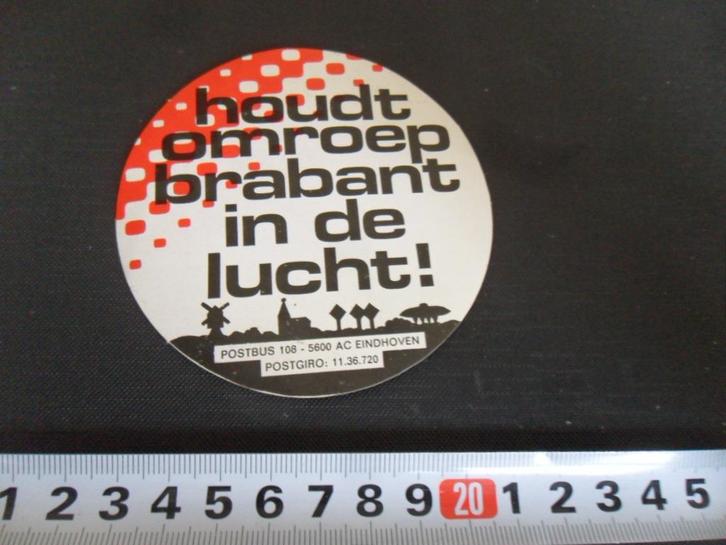 houdt
omroep
brabant
in de
lucht!
POSTBUS 108 - 5600 AC EINDHOVEN
POSTGIRO: 11.36.720
1 2 3 4 5 6 7 8 9 20 1 2 3 4 5